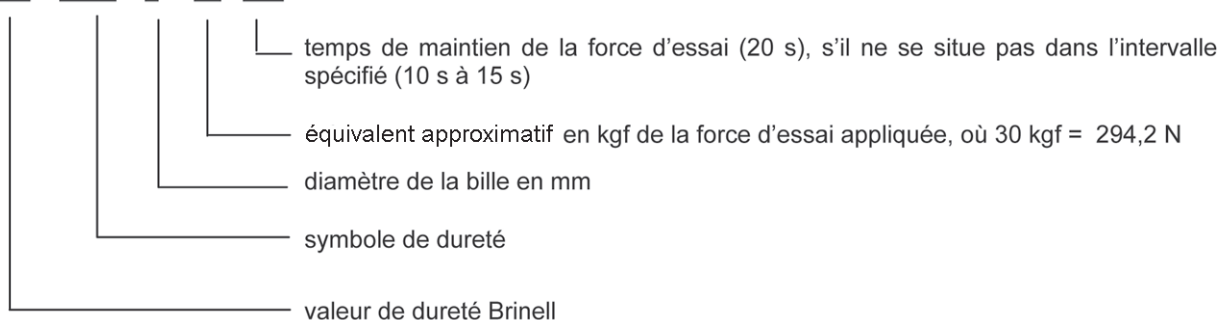 temps de maintien de la force d’essai (20 s), s’il ne se situe pas dans l’intervalle
spécifié (10 s à 15 s)
équivalent approximatif en kgf de la force d’essai appliquée, où 30 kgf = 294,2 N
diamètre de la bille en mm
symbole de dureté
valeur de dureté Brinell